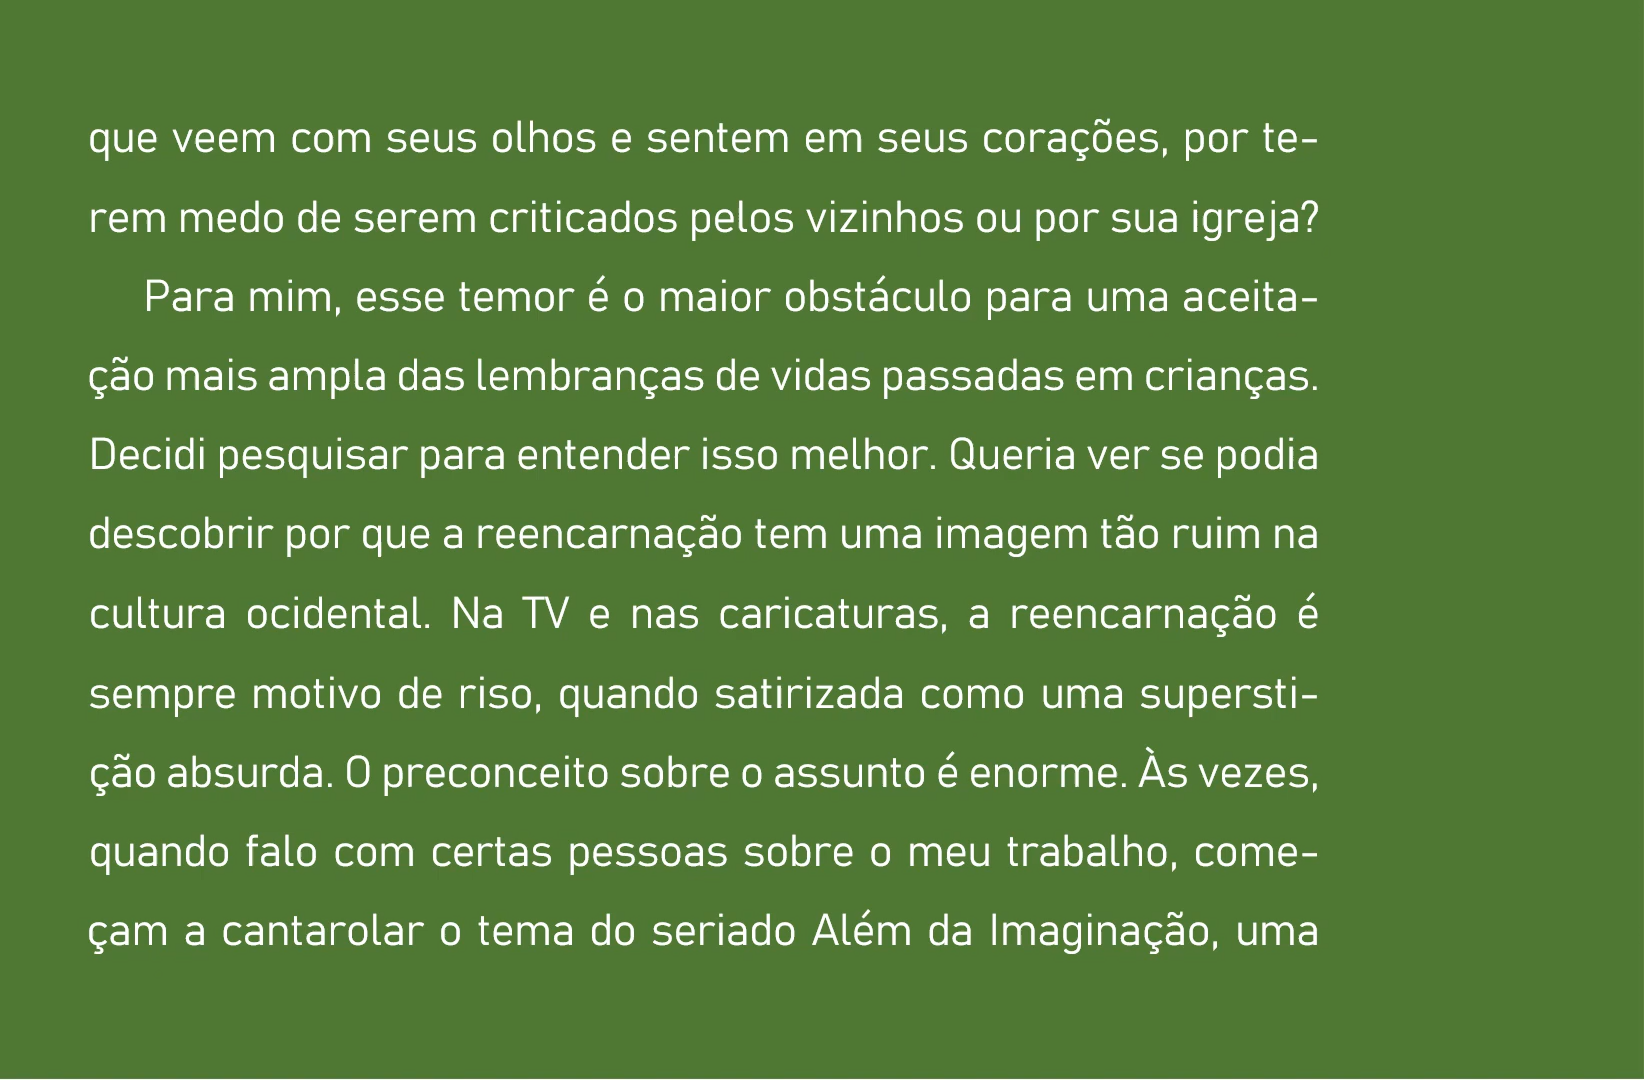 que veem com seus olhos e sentem em seus corações, por te-
rem medo de serem criticados pelos vizinhos ou por sua igreja?
Para mim, esse temor é o maior obstáculo para uma aceita-
ção mais ampla das lembranças de vidas passadas em crianças.
Decidi pesquisar para entender isso melhor. Queria ver se podia
descobrir por que a reencarnação tem uma imagem tão ruim na
cultura ocidental. Na TV e nas caricaturas, a reencarnação é
sempre motivo de riso, quando satirizada como uma supersti-
ção absurda. O preconceito sobre o assunto é enorme. Às vezes,
quando falo com certas pessoas sobre o meu trabalho, come-
çam a cantarolar o tema do seriado Além da Imaginação, uma